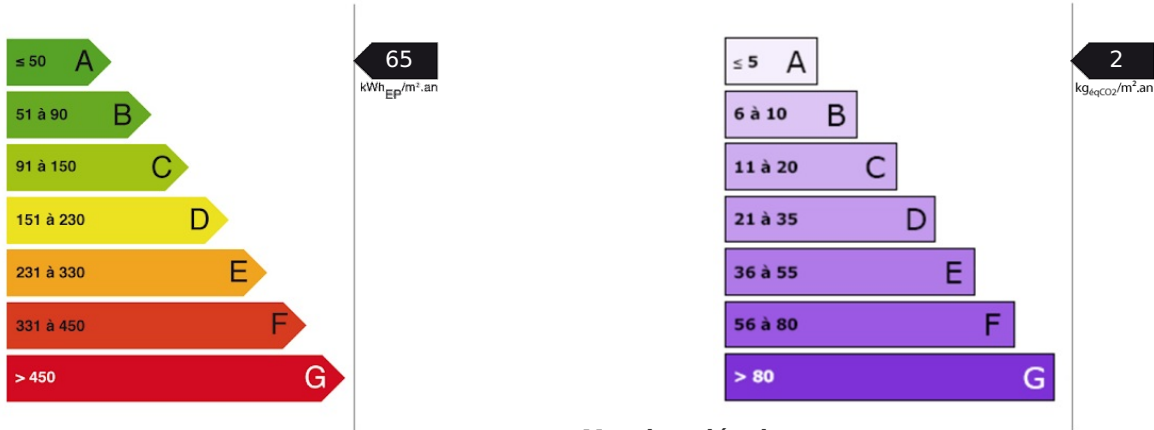 ≤ 50 A
51 à 90 B
91 à 150 C
151 à 230 D
231 à 330 E
331 à 450 F
> 450 G
65
kWhEP/m².an
≤ 5 A
6 à 10 B
11 à 20 C
21 à 35 D
36 à 55 E
56 à 80 F
> 80 G
2
kgéqCO2/m².an